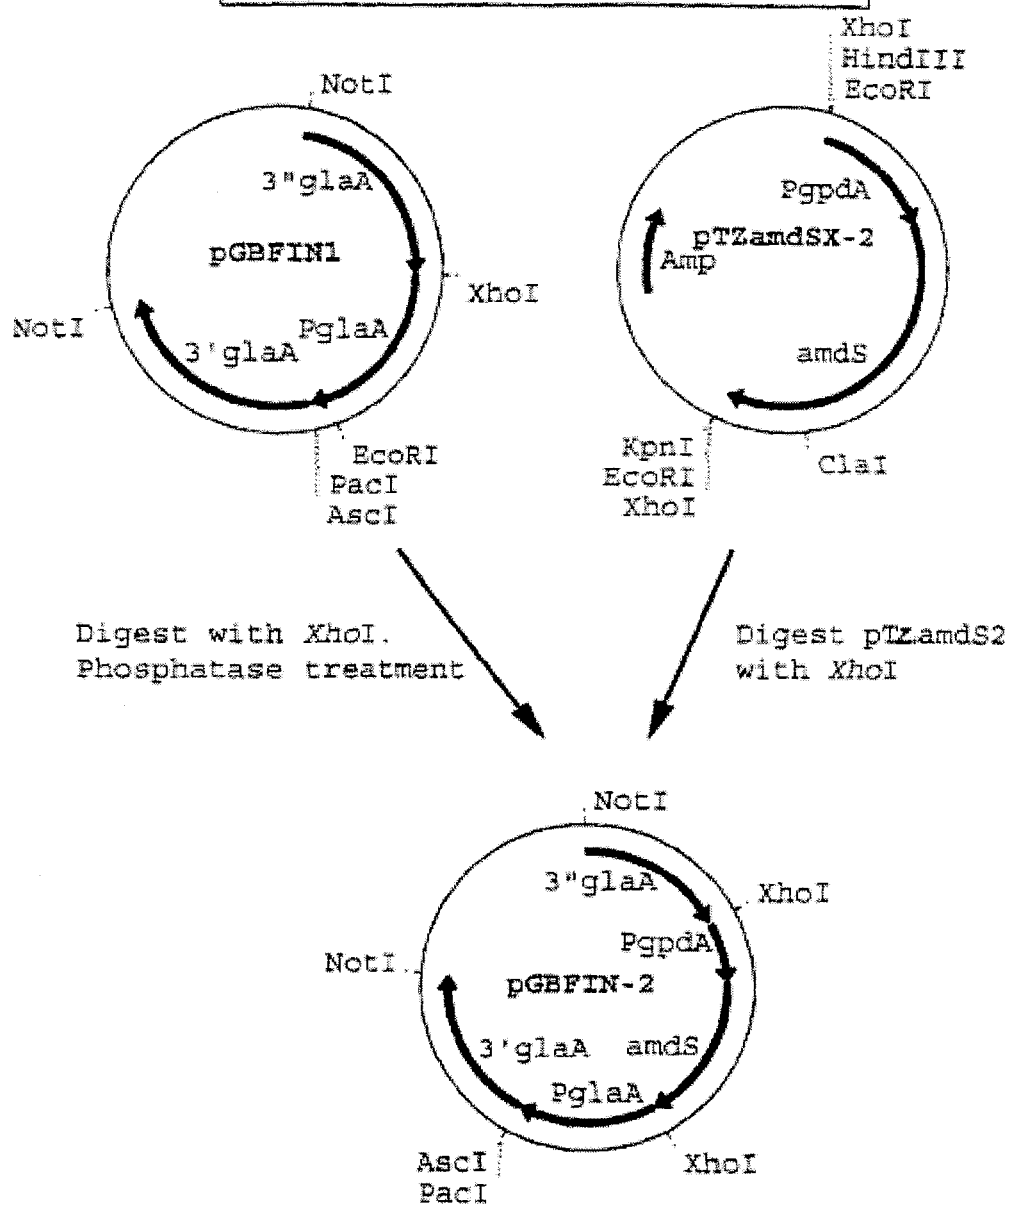 XhoI
HindIII
EcoRI
NotI
3"glaA
pGBFIN1
XhoI
NotI
PglaA
3'glaA
EcoRI
PacI
AscI
PgpdA
pTZamdSX-2
Amp
amdS
KpnI
EcoRI
XhoI
ClaI
Digest with XhoI.
Phosphatase treatment
Digest pTZamdS2
with XhoI
NotI
3"glaA
XhoI
PgpdA
NotI
pGBFIN-2
3'glaA
amdS
PglaA
AscI
PacI
XhoI